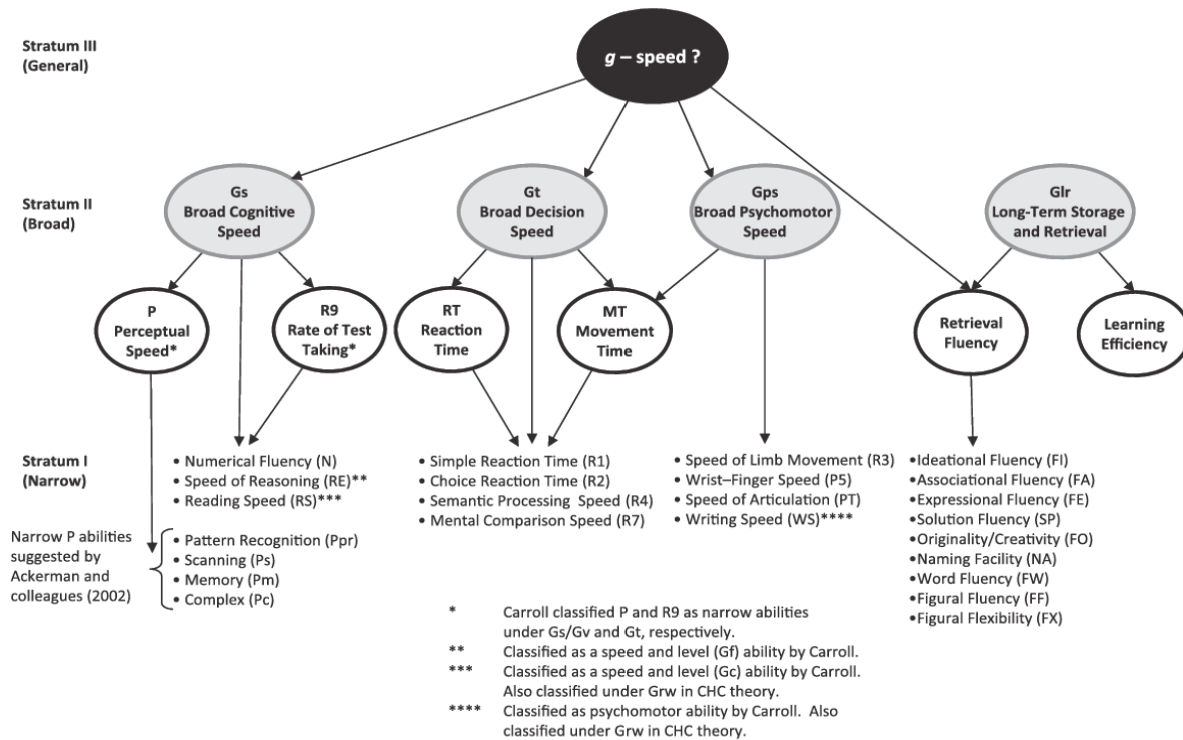 Stratum III
(General)
g – speed ?
Stratum II
(Broad)
Gs
Broad Cognitive
Speed
Gt
Broad Decision
Speed
Gps
Broad Psychomotor
Speed
Glr
Long-Term Storage
and Retrieval
P
Perceptual
Speed*
R9
Rate of Test
Taking*
RT
Reaction
Time
MT
Movement
Time
Retrieval
Fluency
Learning
Efficiency
Stratum I
(Narrow)
• Numerical Fluency (N)
• Speed of Reasoning (RE)**
• Reading Speed (RS)***
• Simple Reaction Time (R1)
• Choice Reaction Time (R2)
• Semantic Processing Speed (R4)
• Mental Comparison Speed (R7)
• Speed of Limb Movement (R3)
• Wrist–Finger Speed (P5)
• Speed of Articulation (PT)
• Writing Speed (WS)****
•Ideational Fluency (FI)
•Associational Fluency (FA)
•Expressional Fluency (FE)
•Solution Fluency (SP)
•Originality/Creativity (FO)
•Naming Facility (NA)
•Word Fluency (FW)
•Figural Fluency (FF)
•Figural Flexibility (FX)
Narrow P abilities
suggested by
Ackerman and
colleagues (2002)
• Pattern Recognition (Ppr)
• Scanning (Ps)
• Memory (Pm)
• Complex (Pc)
* Carroll classified P and R9 as narrow abilities
under Gs/Gv and Gt, respectively.
** Classified as a speed and level (Gf) ability by Carroll.
*** Classified as a speed and level (Gc) ability by Carroll.
Also classified under Grw in CHC theory.
**** Classified as psychomotor ability by Carroll. Also
classified under Grw in CHC theory.